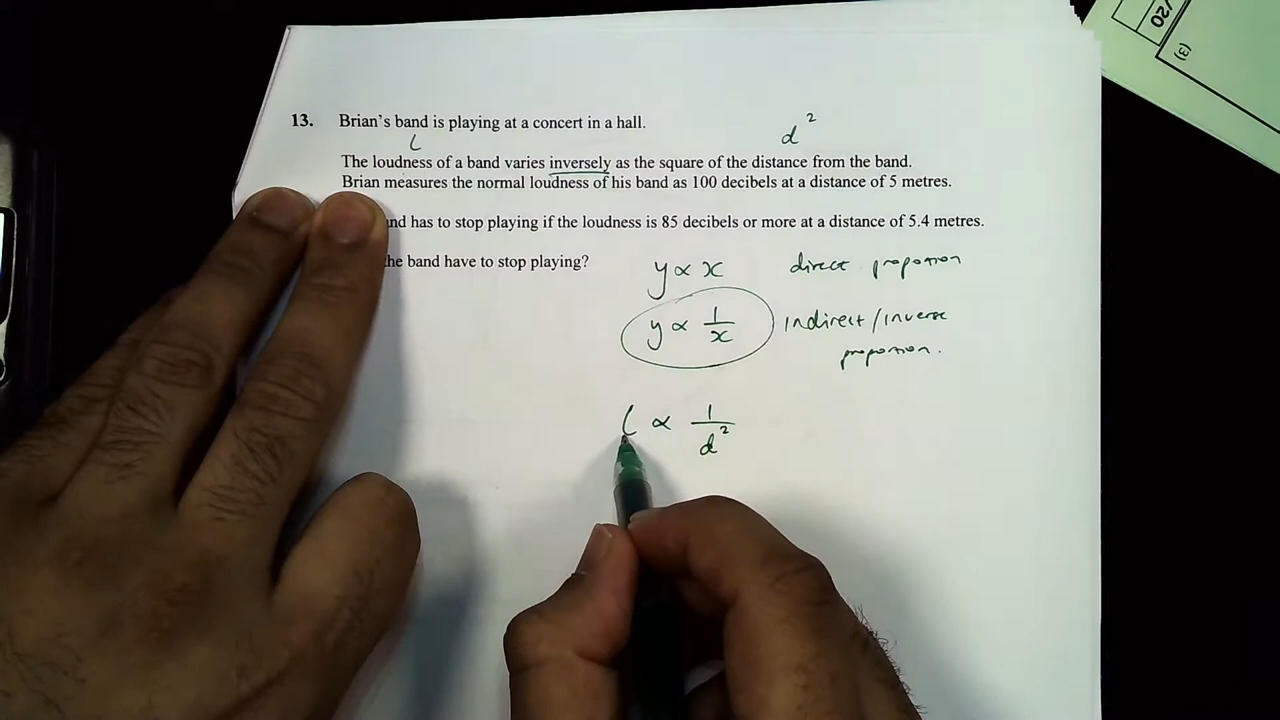 /20
(3)
13. Brian's band is playing at a concert in a hall.
L d²
The loudness of a band varies inversely as the square of the distance from the band.
Brian measures the normal loudness of his band as 100 decibels at a distance of 5 metres.
nd has to stop playing if the loudness is 85 decibels or more at a distance of 5.4 metres.
he band have to stop playing?
y ∝ x direct proportion
y ∝ 1/x indirect/inverse
proportion.
L ∝ 1/d²